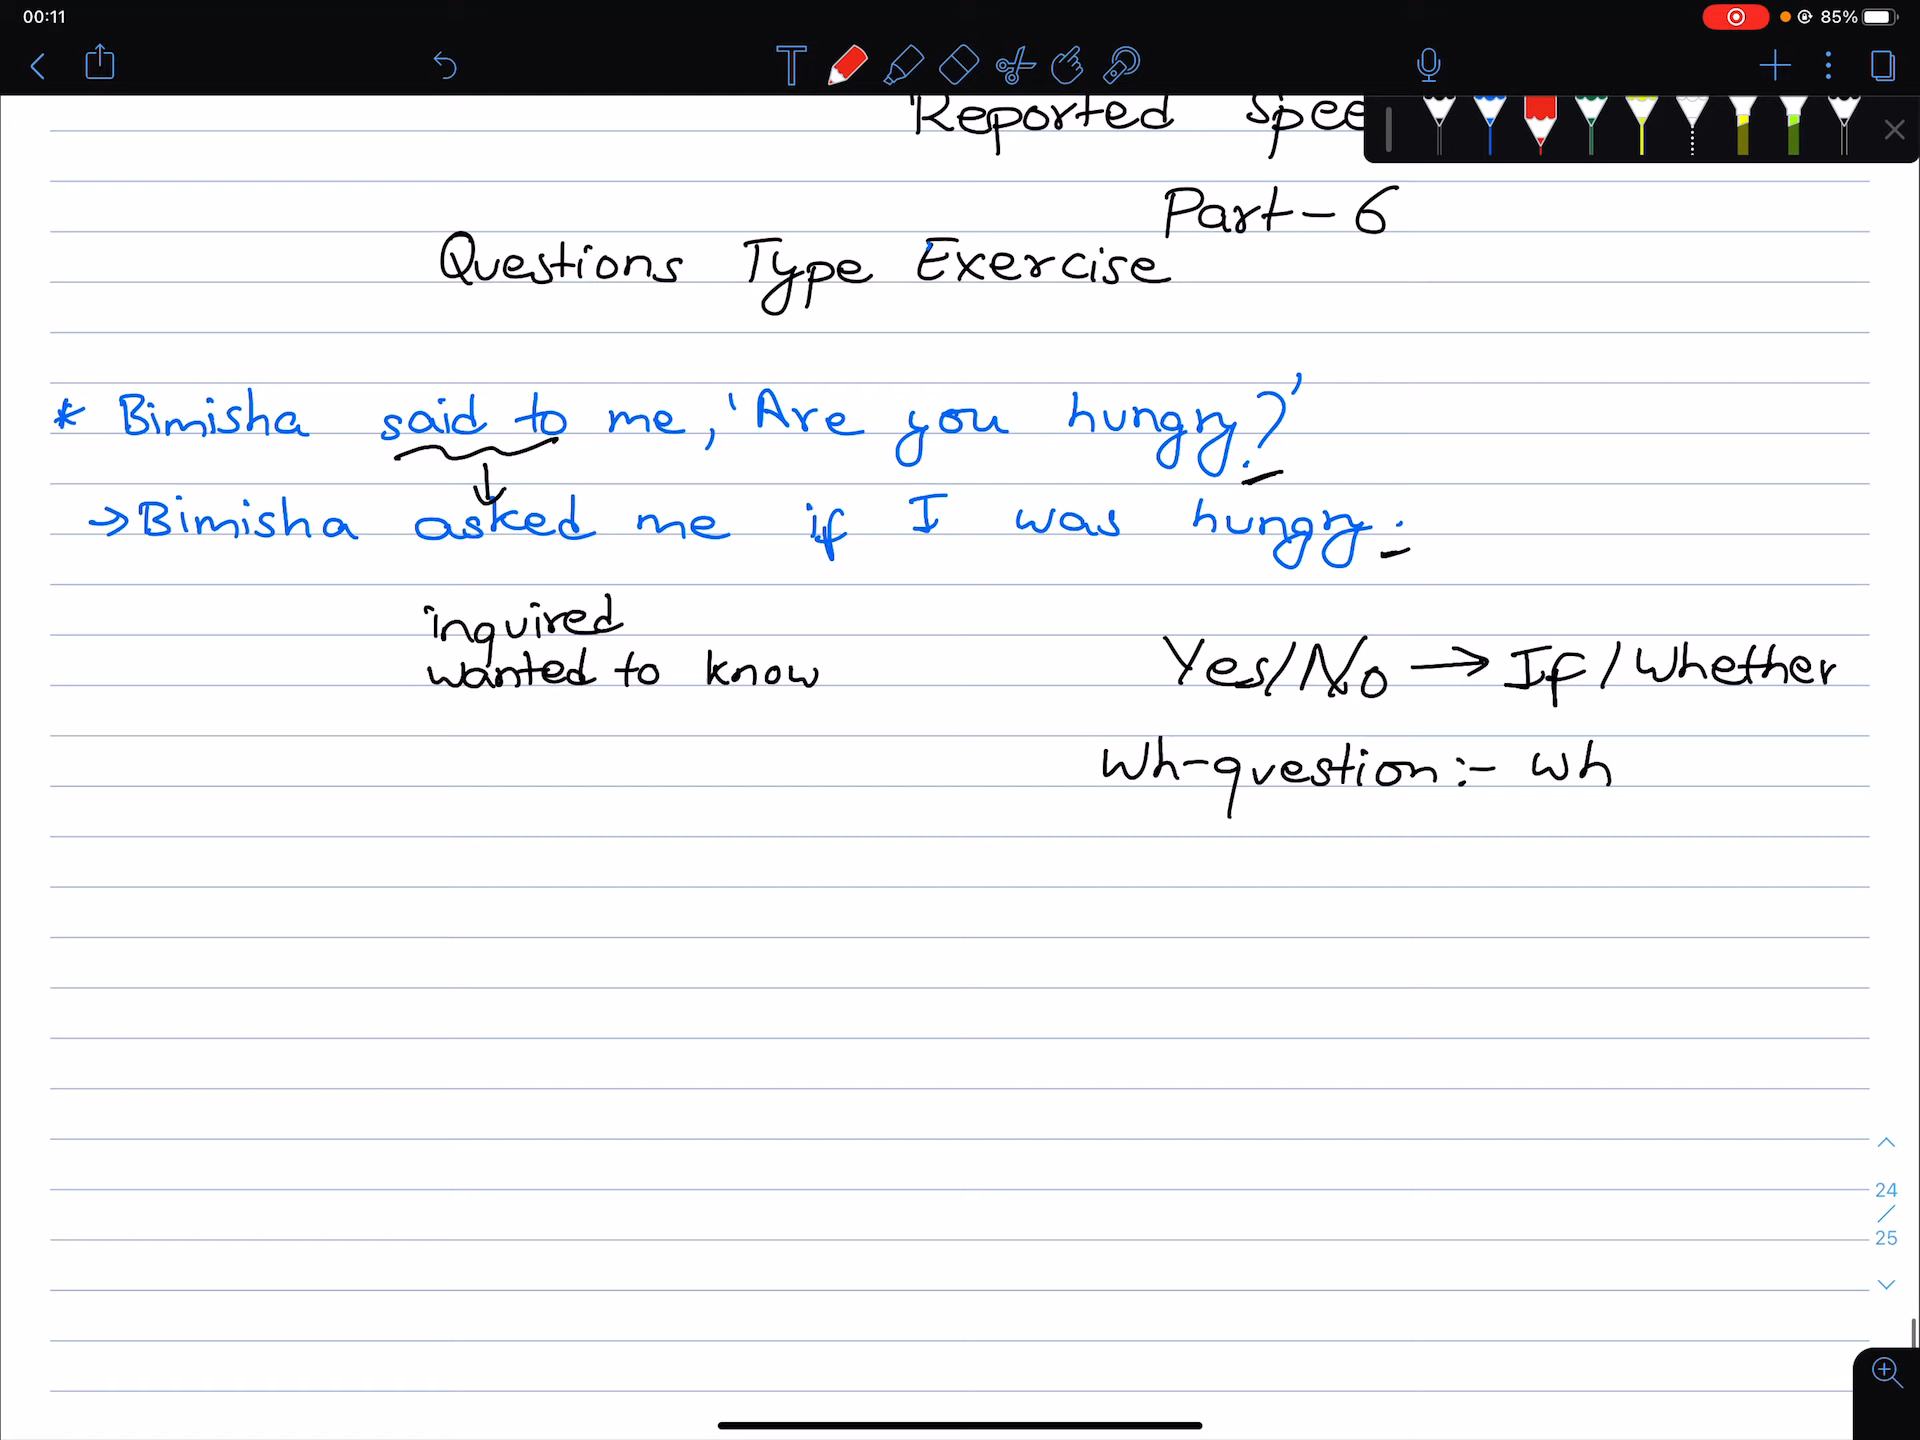 00:11
85%
Reported Spee
Part-6
Questions Type Exercise
* Bimisha said to me, 'Are you hungry?'
→ Bimisha asked me if I was hungry.
inquired
wanted to know
Yes/No → If/Whether
Wh-question:- wh
24
/
25